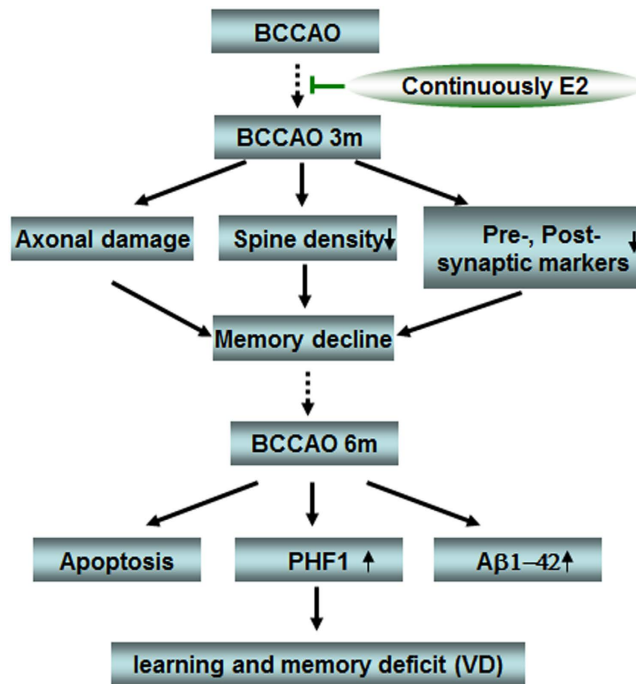 BCCAO
Continuously E2
BCCAO 3m
Axonal damage
Spine density↓
Pre-, Post-
synaptic markers ↓
Memory decline
BCCAO 6m
Apoptosis
PHF1 ↑
Aβ1–42↑
learning and memory deficit (VD)